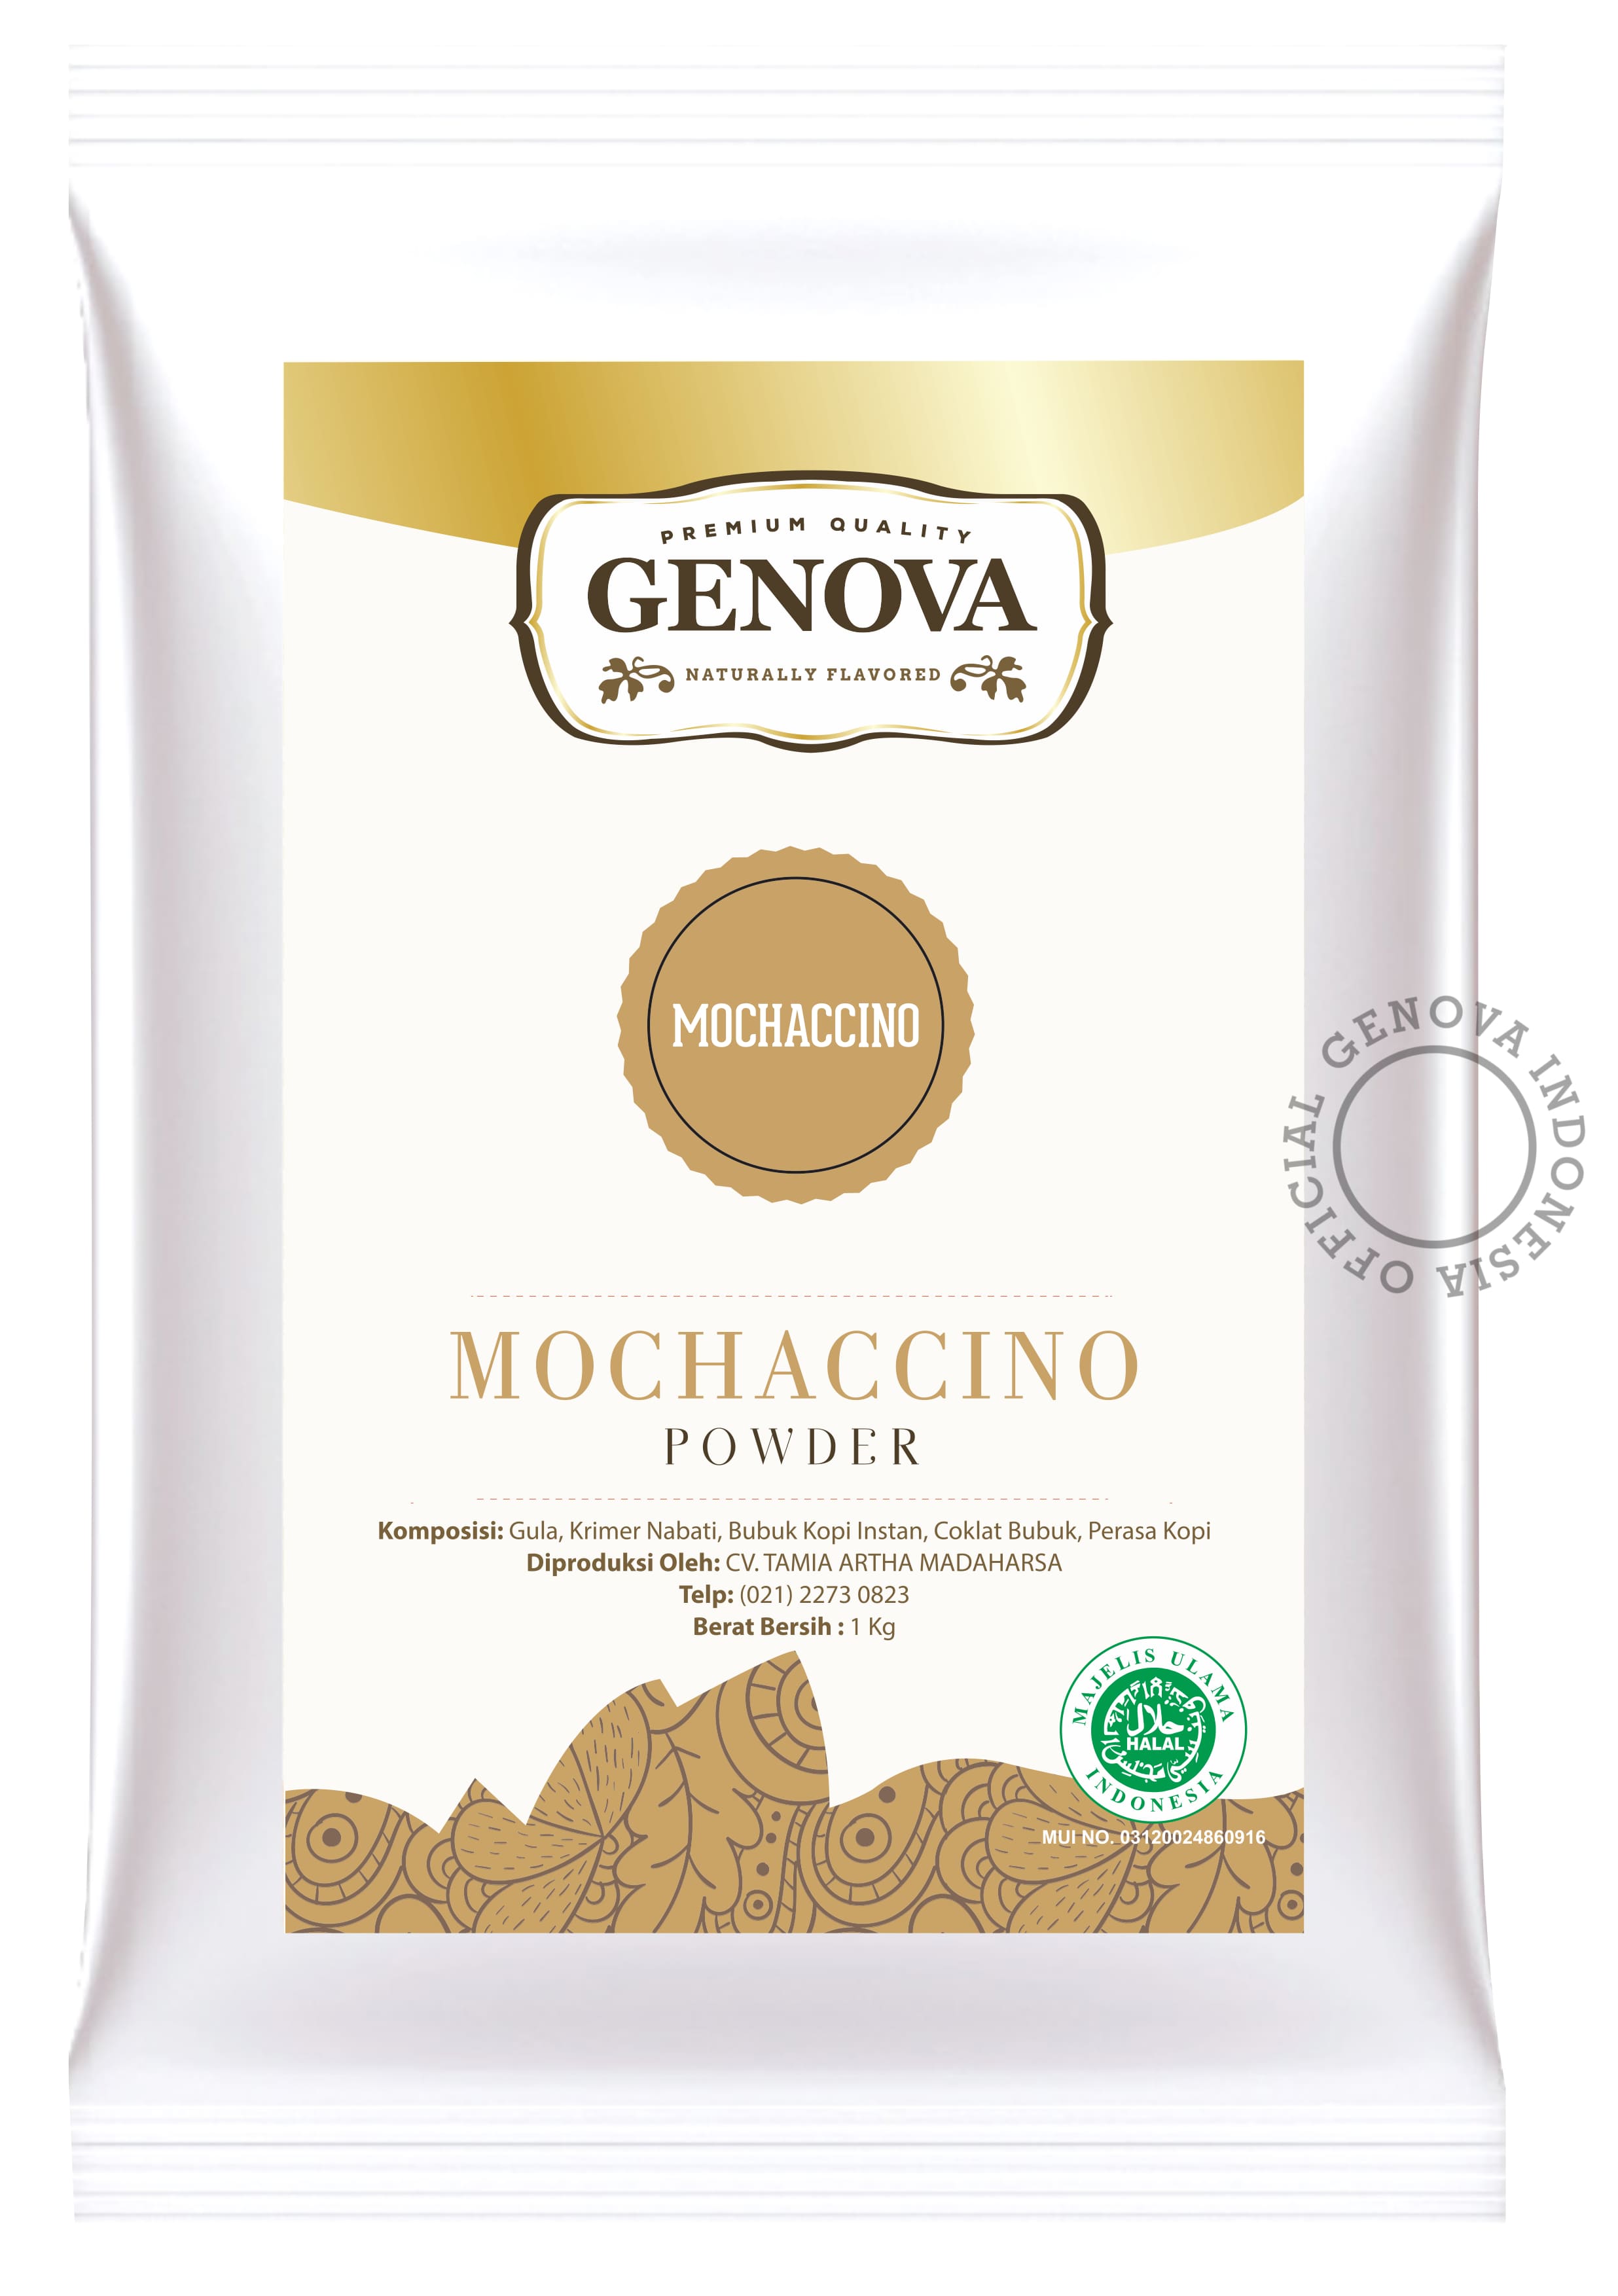 PREMIUM QUALITY
GENOVA
NATURALLY FLAVORED
MOCHACCINO
GENOVA INDONESIA OFFICIAL
MOCHACCINO
POWDER
Komposisi: Gula, Krimer Nabati, Bubuk Kopi Instan, Coklat Bubuk, Perasa Kopi
Diproduksi Oleh: CV. TAMIA ARTHA MADAHARSA
Telp: (021) 2273 0823
Berat Bersih : 1 Kg
MAJELIS ULAMA
حلال
HALAL
INDONESIA
MUI NO. 03120024860916